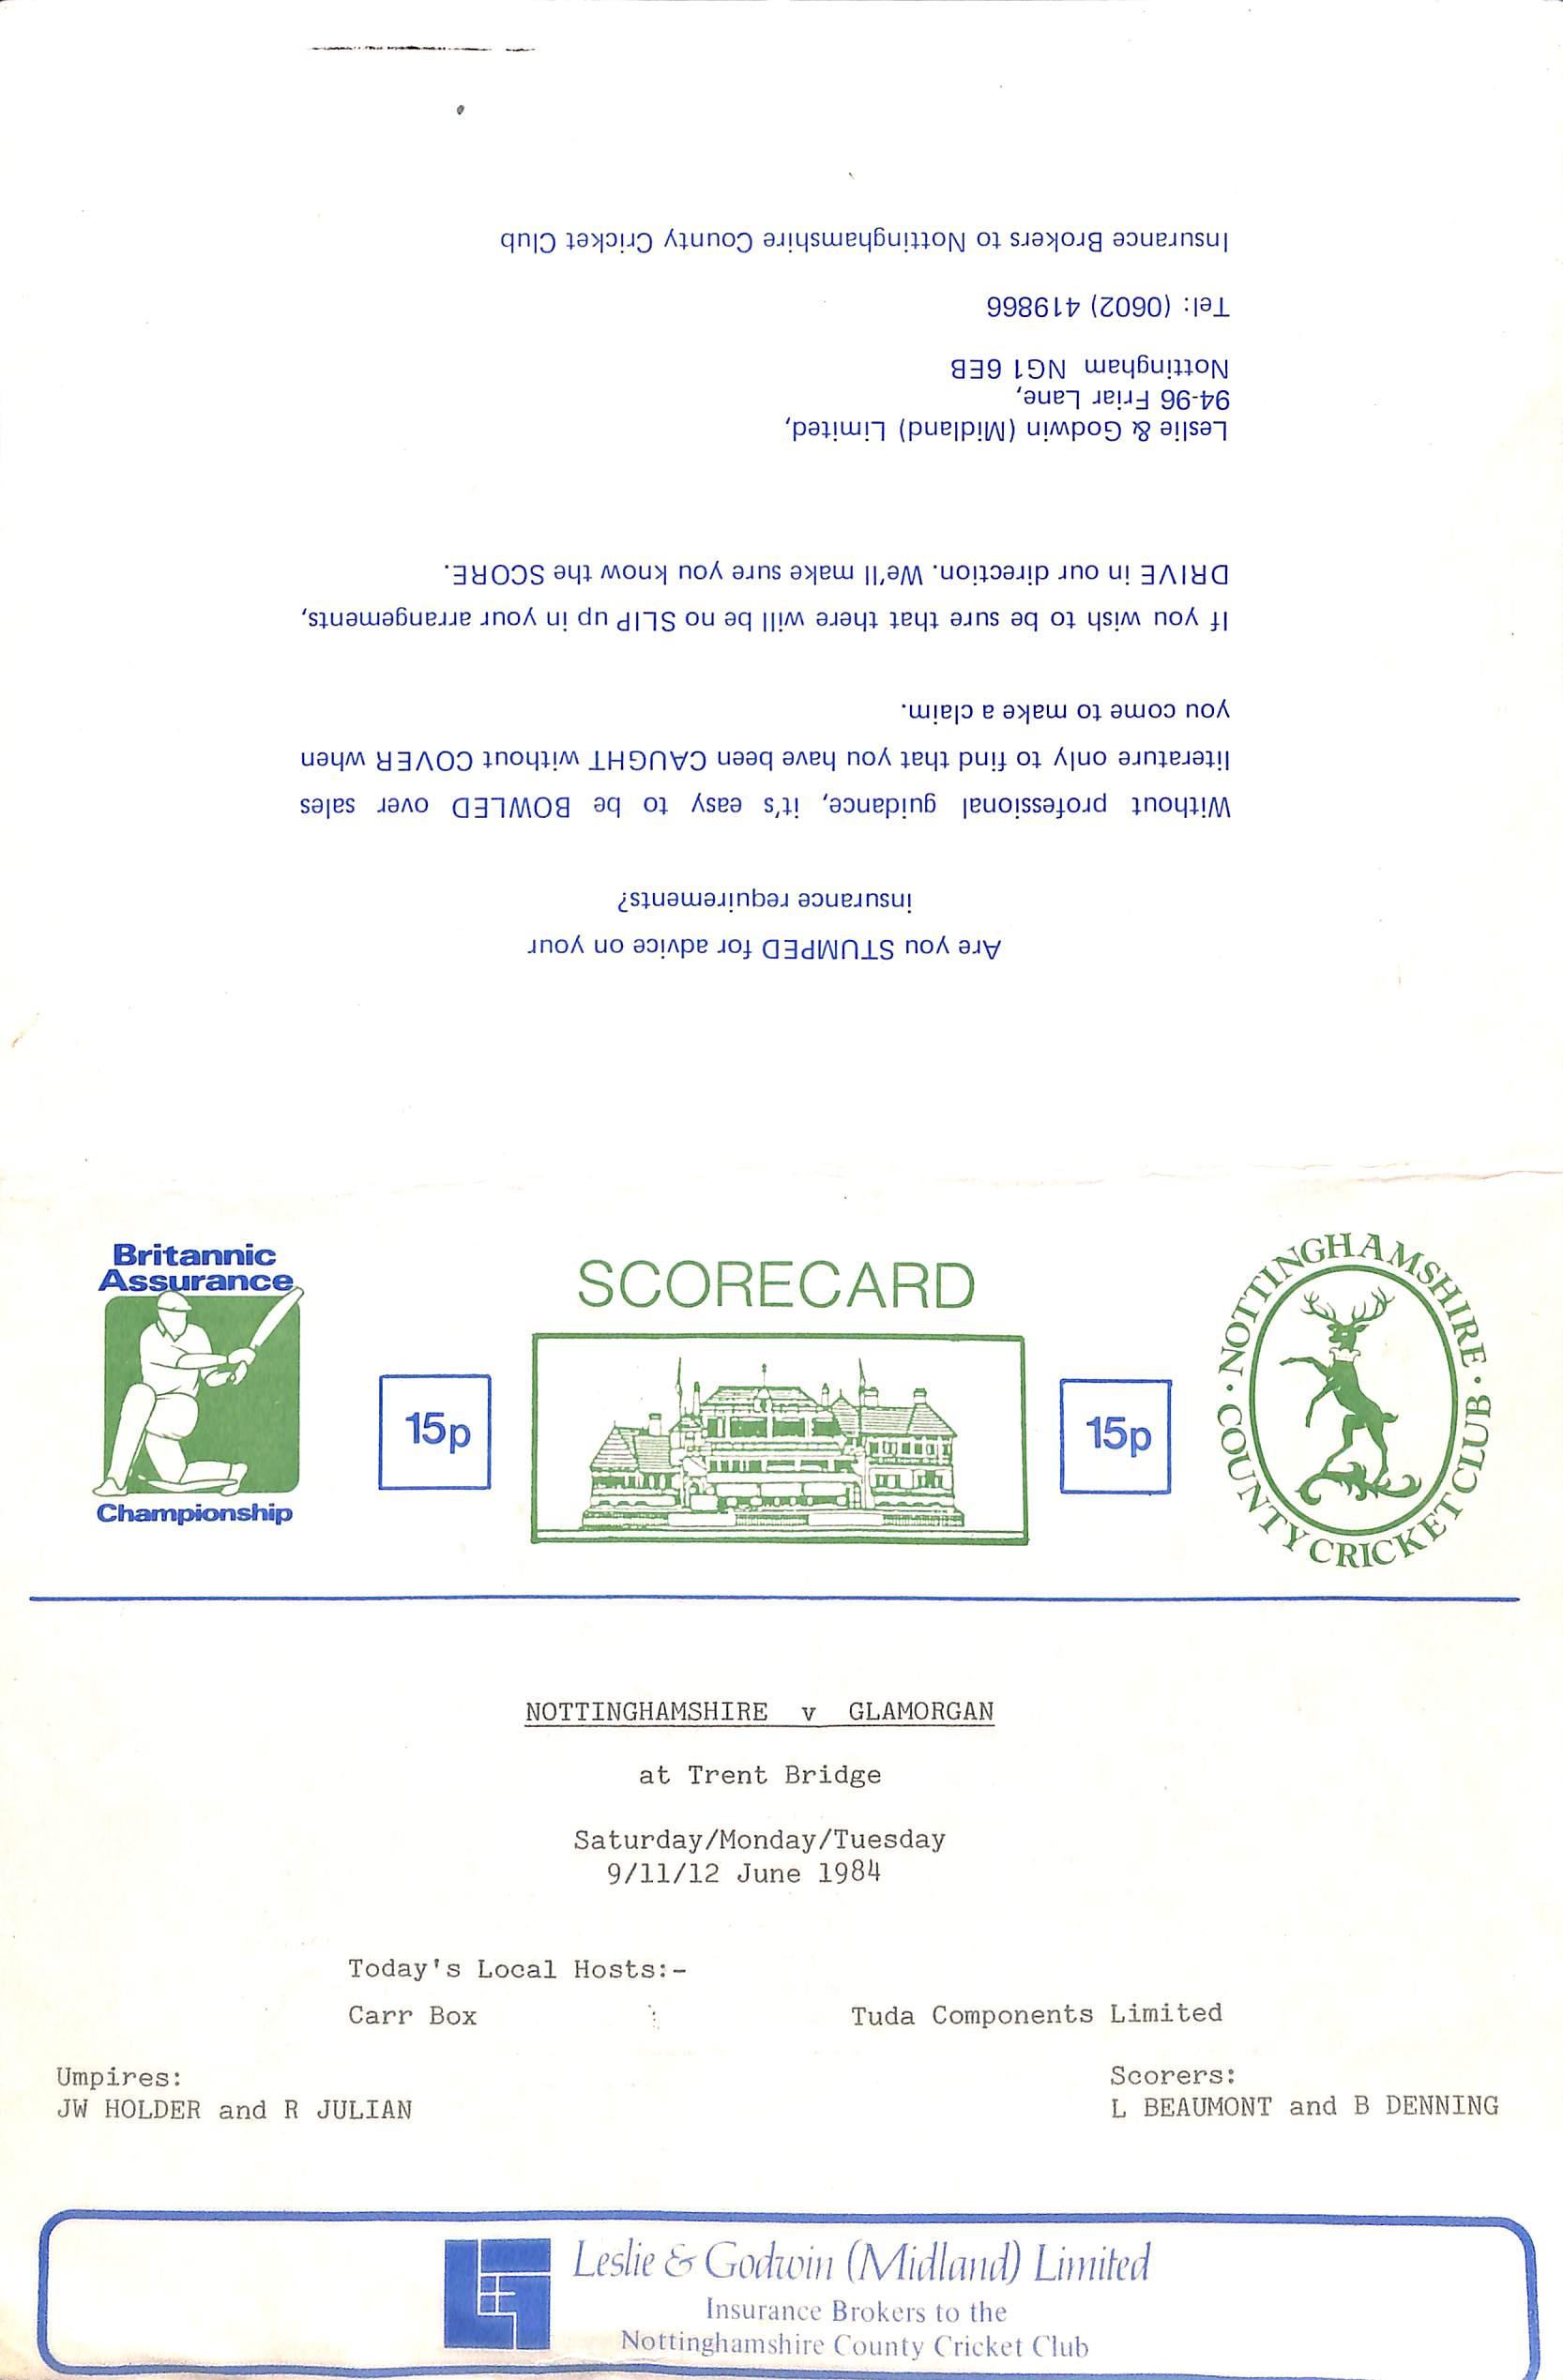 Are you STUMPED for advice on your
insurance requirements?
Without professional guidance, it's easy to be BOWLED over sales
literature only to find that you have been CAUGHT without COVER when
you come to make a claim.
If you wish to be sure that there will be no SLIP up in your arrangements,
DRIVE in our direction. We'll make sure you know the SCORE.
Leslie & Godwin (Midland) Limited,
94-96 Friar Lane,
Nottingham NG1 6EB
Tel: (0602) 419866
Insurance Brokers to Nottinghamshire County Cricket Club
Britannic
Assurance
Championship
15p
SCORECARD
15p
NOTTINGHAMSHIRE · COUNTY CRICKET CLUB ·
NOTTINGHAMSHIRE v GLAMORGAN
at Trent Bridge
Saturday/Monday/Tuesday
9/11/12 June 1984
Today's Local Hosts:-
Carr Box Tuda Components Limited
Umpires:
JW HOLDER and R JULIAN
Scorers:
L BEAUMONT and B DENNING
Leslie & Godwin (Midland) Limited
Insurance Brokers to the
Nottinghamshire County Cricket Club